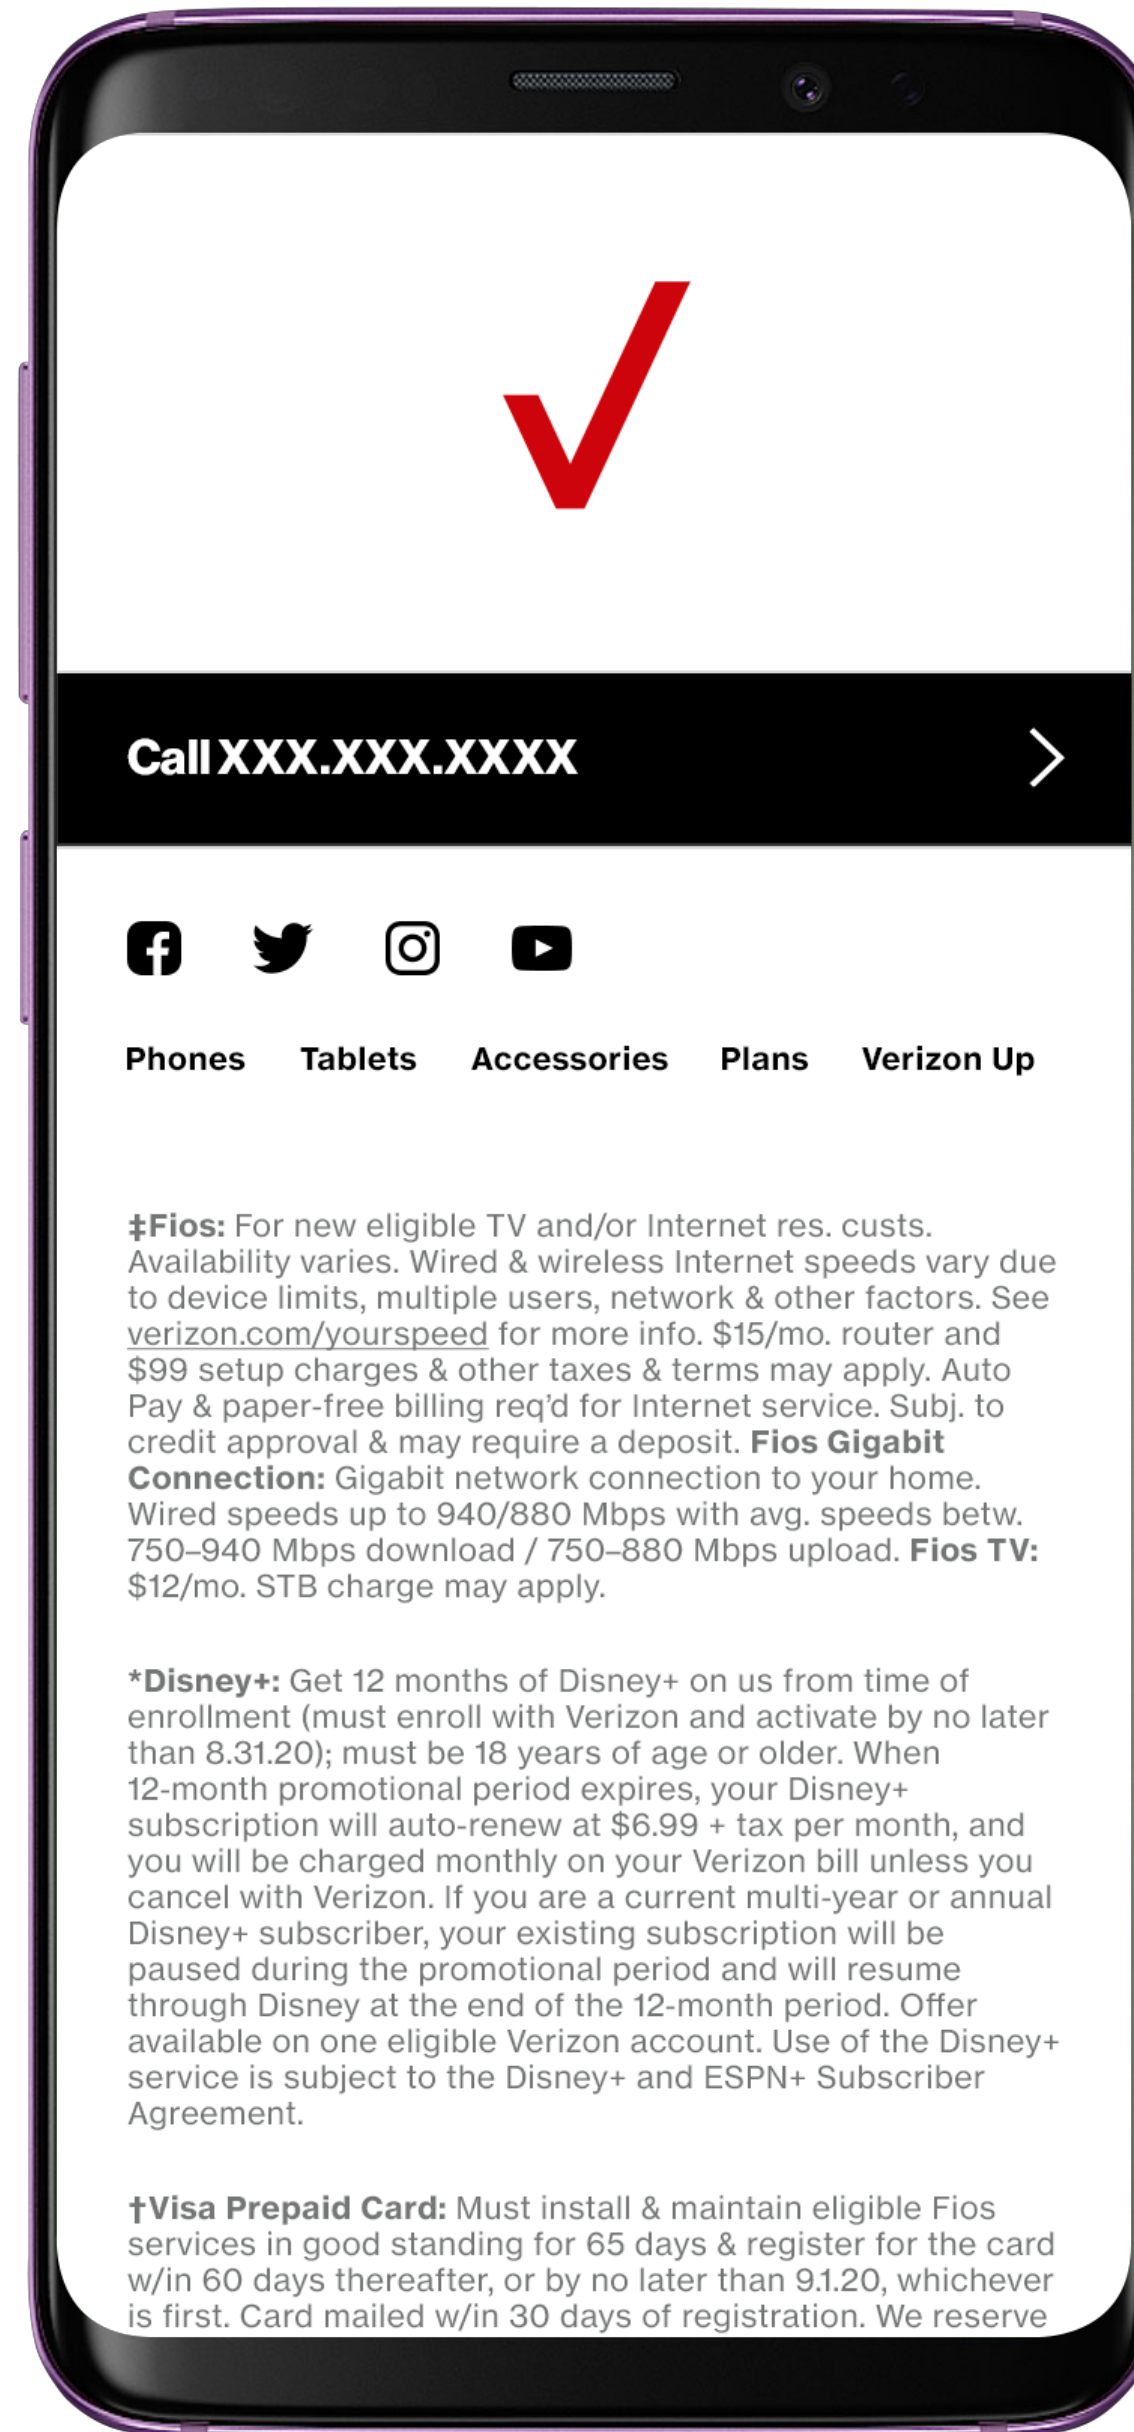 Call XXX.XXX.XXXX
Phones Tablets Accessories Plans Verizon Up
‡Fios: For new eligible TV and/or Internet res. custs.
Availability varies. Wired & wireless Internet speeds vary due
to device limits, multiple users, network & other factors. See
verizon.com/yourspeed for more info. $15/mo. router and
$99 setup charges & other taxes & terms may apply. Auto
Pay & paper-free billing req’d for Internet service. Subj. to
credit approval & may require a deposit. Fios Gigabit
Connection: Gigabit network connection to your home.
Wired speeds up to 940/880 Mbps with avg. speeds betw.
750–940 Mbps download / 750–880 Mbps upload. Fios TV:
$12/mo. STB charge may apply.
*Disney+: Get 12 months of Disney+ on us from time of
enrollment (must enroll with Verizon and activate by no later
than 8.31.20); must be 18 years of age or older. When
12-month promotional period expires, your Disney+
subscription will auto-renew at $6.99 + tax per month, and
you will be charged monthly on your Verizon bill unless you
cancel with Verizon. If you are a current multi-year or annual
Disney+ subscriber, your existing subscription will be
paused during the promotional period and will resume
through Disney at the end of the 12-month period. Offer
available on one eligible Verizon account. Use of the Disney+
service is subject to the Disney+ and ESPN+ Subscriber
Agreement.
†Visa Prepaid Card: Must install & maintain eligible Fios
services in good standing for 65 days & register for the card
w/in 60 days thereafter, or by no later than 9.1.20, whichever
is first. Card mailed w/in 30 days of registration. We reserve